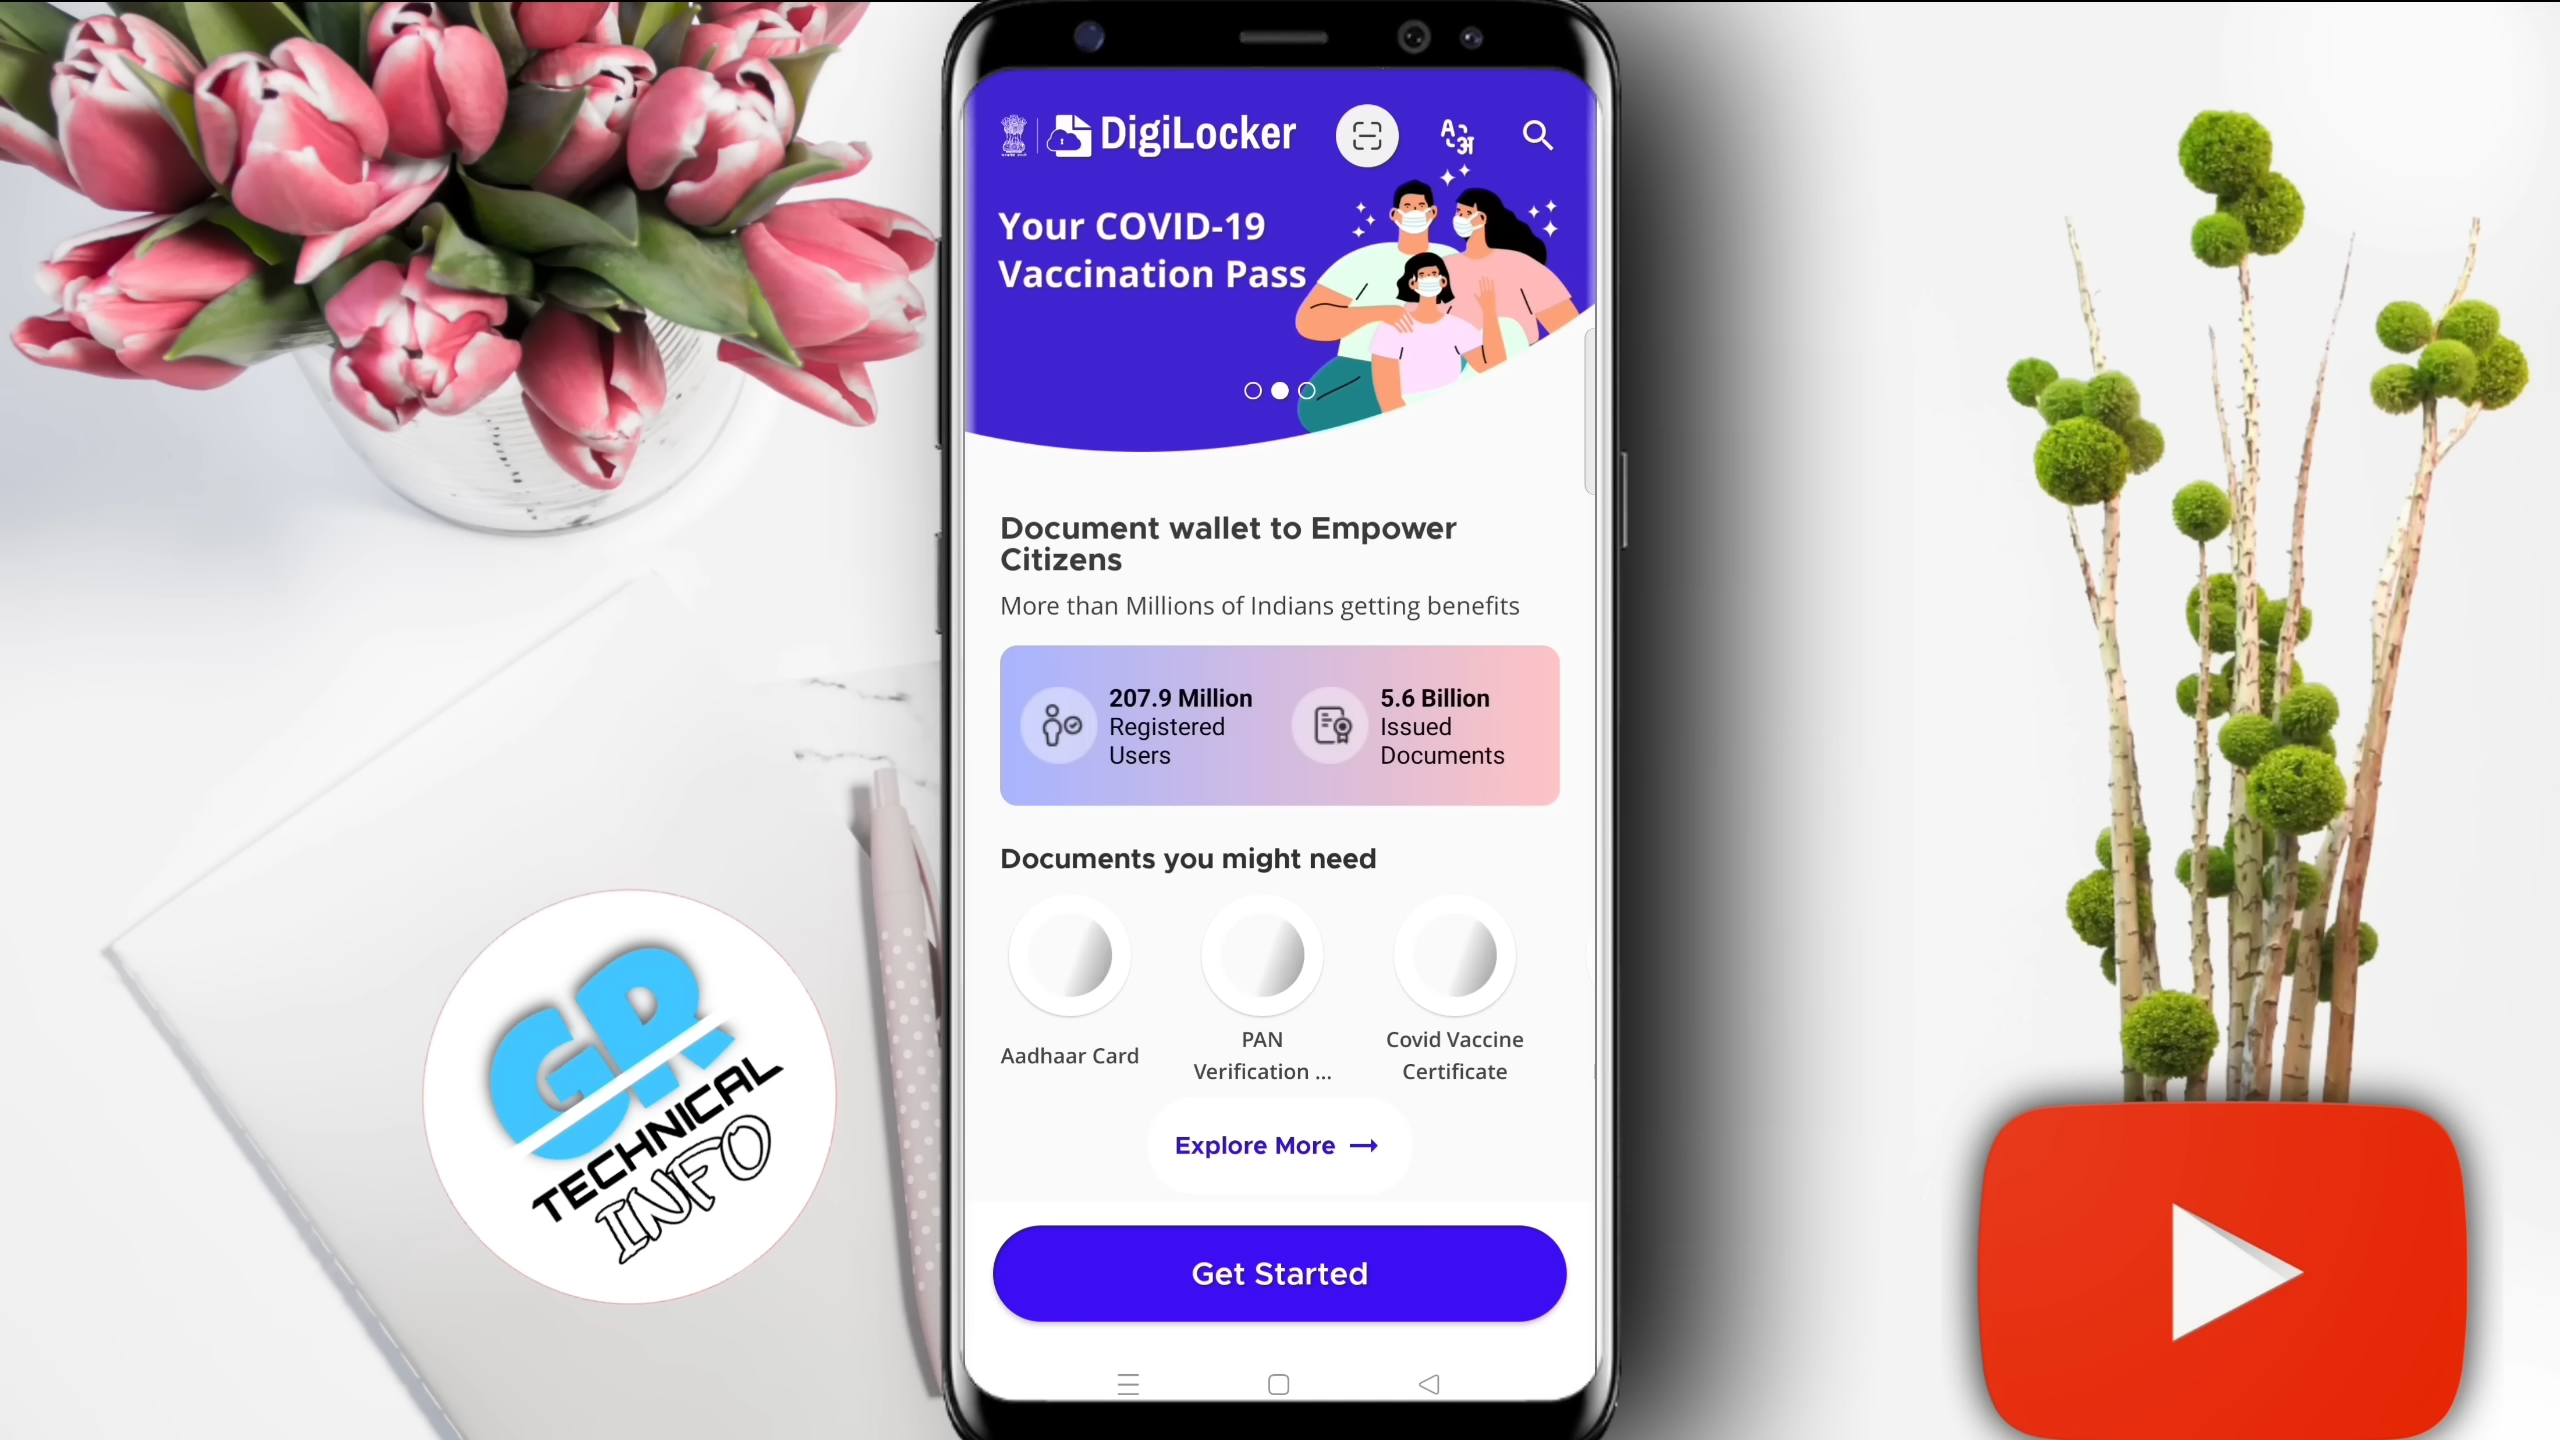 DigiLocker
A अ
Your COVID-19
Vaccination Pass
Document wallet to Empower
Citizens
More than Millions of Indians getting benefits
207.9 Million
Registered
Users
5.6 Billion
Issued
Documents
Documents you might need
Aadhaar Card
PAN
Verification ...
Covid Vaccine
Certificate
Explore More
Get Started
GR
TECHNICAL
INFO